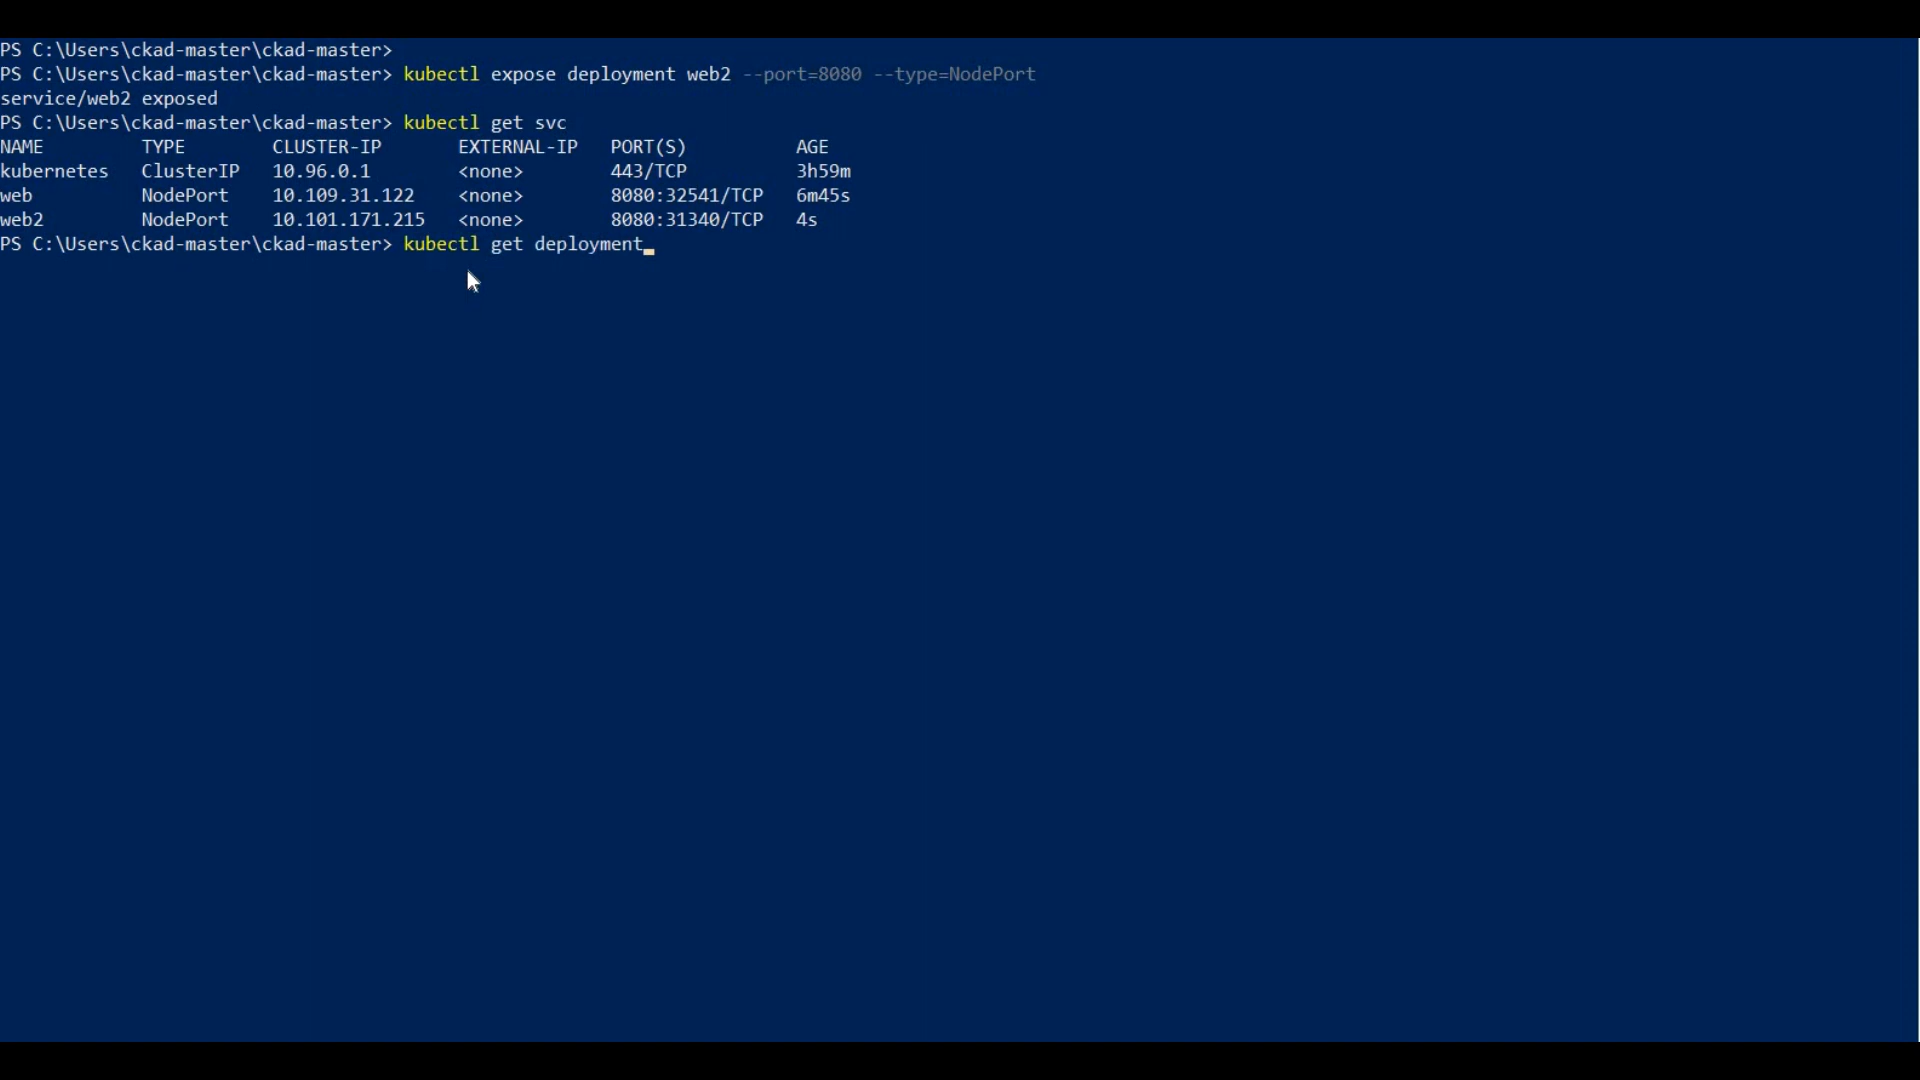 PS C:\Users\ckad-master\ckad-master>
PS C:\Users\ckad-master\ckad-master> kubectl expose deployment web2 --port=8080 --type=NodePort
service/web2 exposed
PS C:\Users\ckad-master\ckad-master> kubectl get svc
NAME         TYPE        CLUSTER-IP       EXTERNAL-IP   PORT(S)          AGE
kubernetes   ClusterIP   10.96.0.1        <none>        443/TCP          3h59m
web          NodePort    10.109.31.122    <none>        8080:32541/TCP   6m45s
web2         NodePort    10.101.171.215   <none>        8080:31340/TCP   4s
PS C:\Users\ckad-master\ckad-master> kubectl get deployment